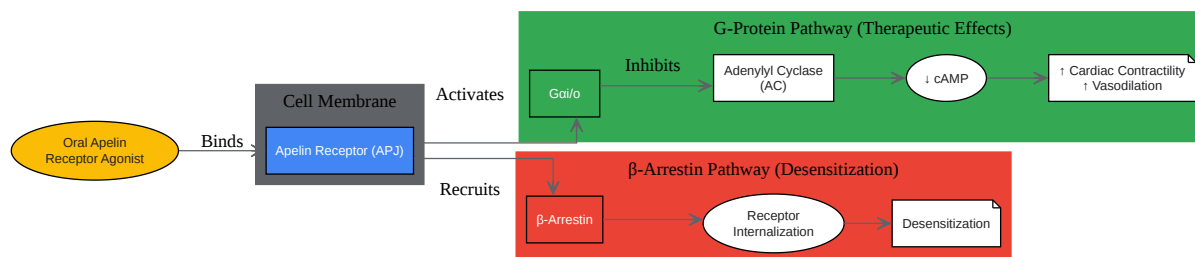 G-Protein Pathway (Therapeutic Effects)
Inhibits
Adenylyl Cyclase
(AC)
↓ cAMP
↑ Cardiac Contractility
↑ Vasodilation
Gαi/o
Activates
Cell Membrane
Apelin Receptor (APJ)
Binds
Oral Apelin
Receptor Agonist
Recruits
β-Arrestin Pathway (Desensitization)
β-Arrestin
Receptor
Internalization
Desensitization